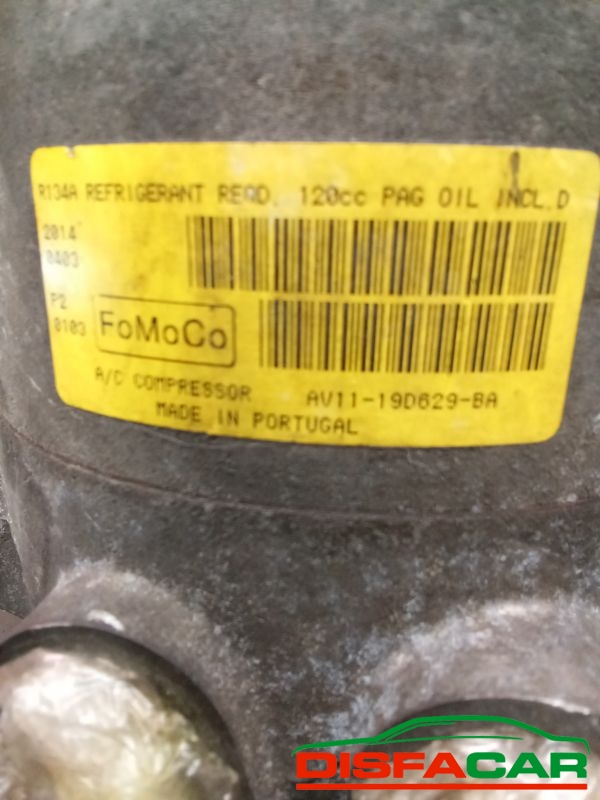 R134A REFRIGERANT REQD. 120cc PAG OIL INCL.D
2014
0403
P2
0103
FoMoCo
A/C COMPRESSOR AV11-19D629-BA
MADE IN PORTUGAL
DISFACAR